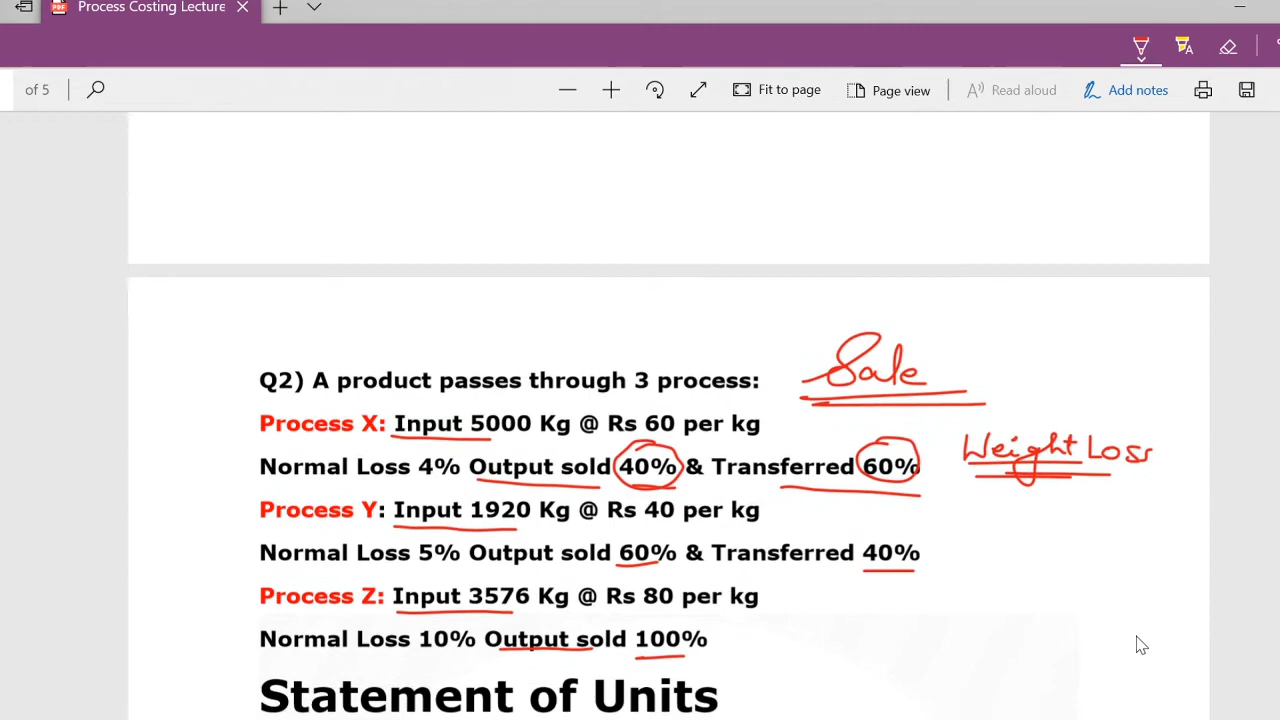 Process Costing Lecture
of 5
Fit to page
Page view
Read aloud
Add notes
Sale
Q2) A product passes through 3 process:
Process X: Input 5000 Kg @ Rs 60 per kg
Weight Loss
Normal Loss 4% Output sold 40% & Transferred 60%
Process Y: Input 1920 Kg @ Rs 40 per kg
Normal Loss 5% Output sold 60% & Transferred 40%
Process Z: Input 3576 Kg @ Rs 80 per kg
Normal Loss 10% Output sold 100%
Statement of Units